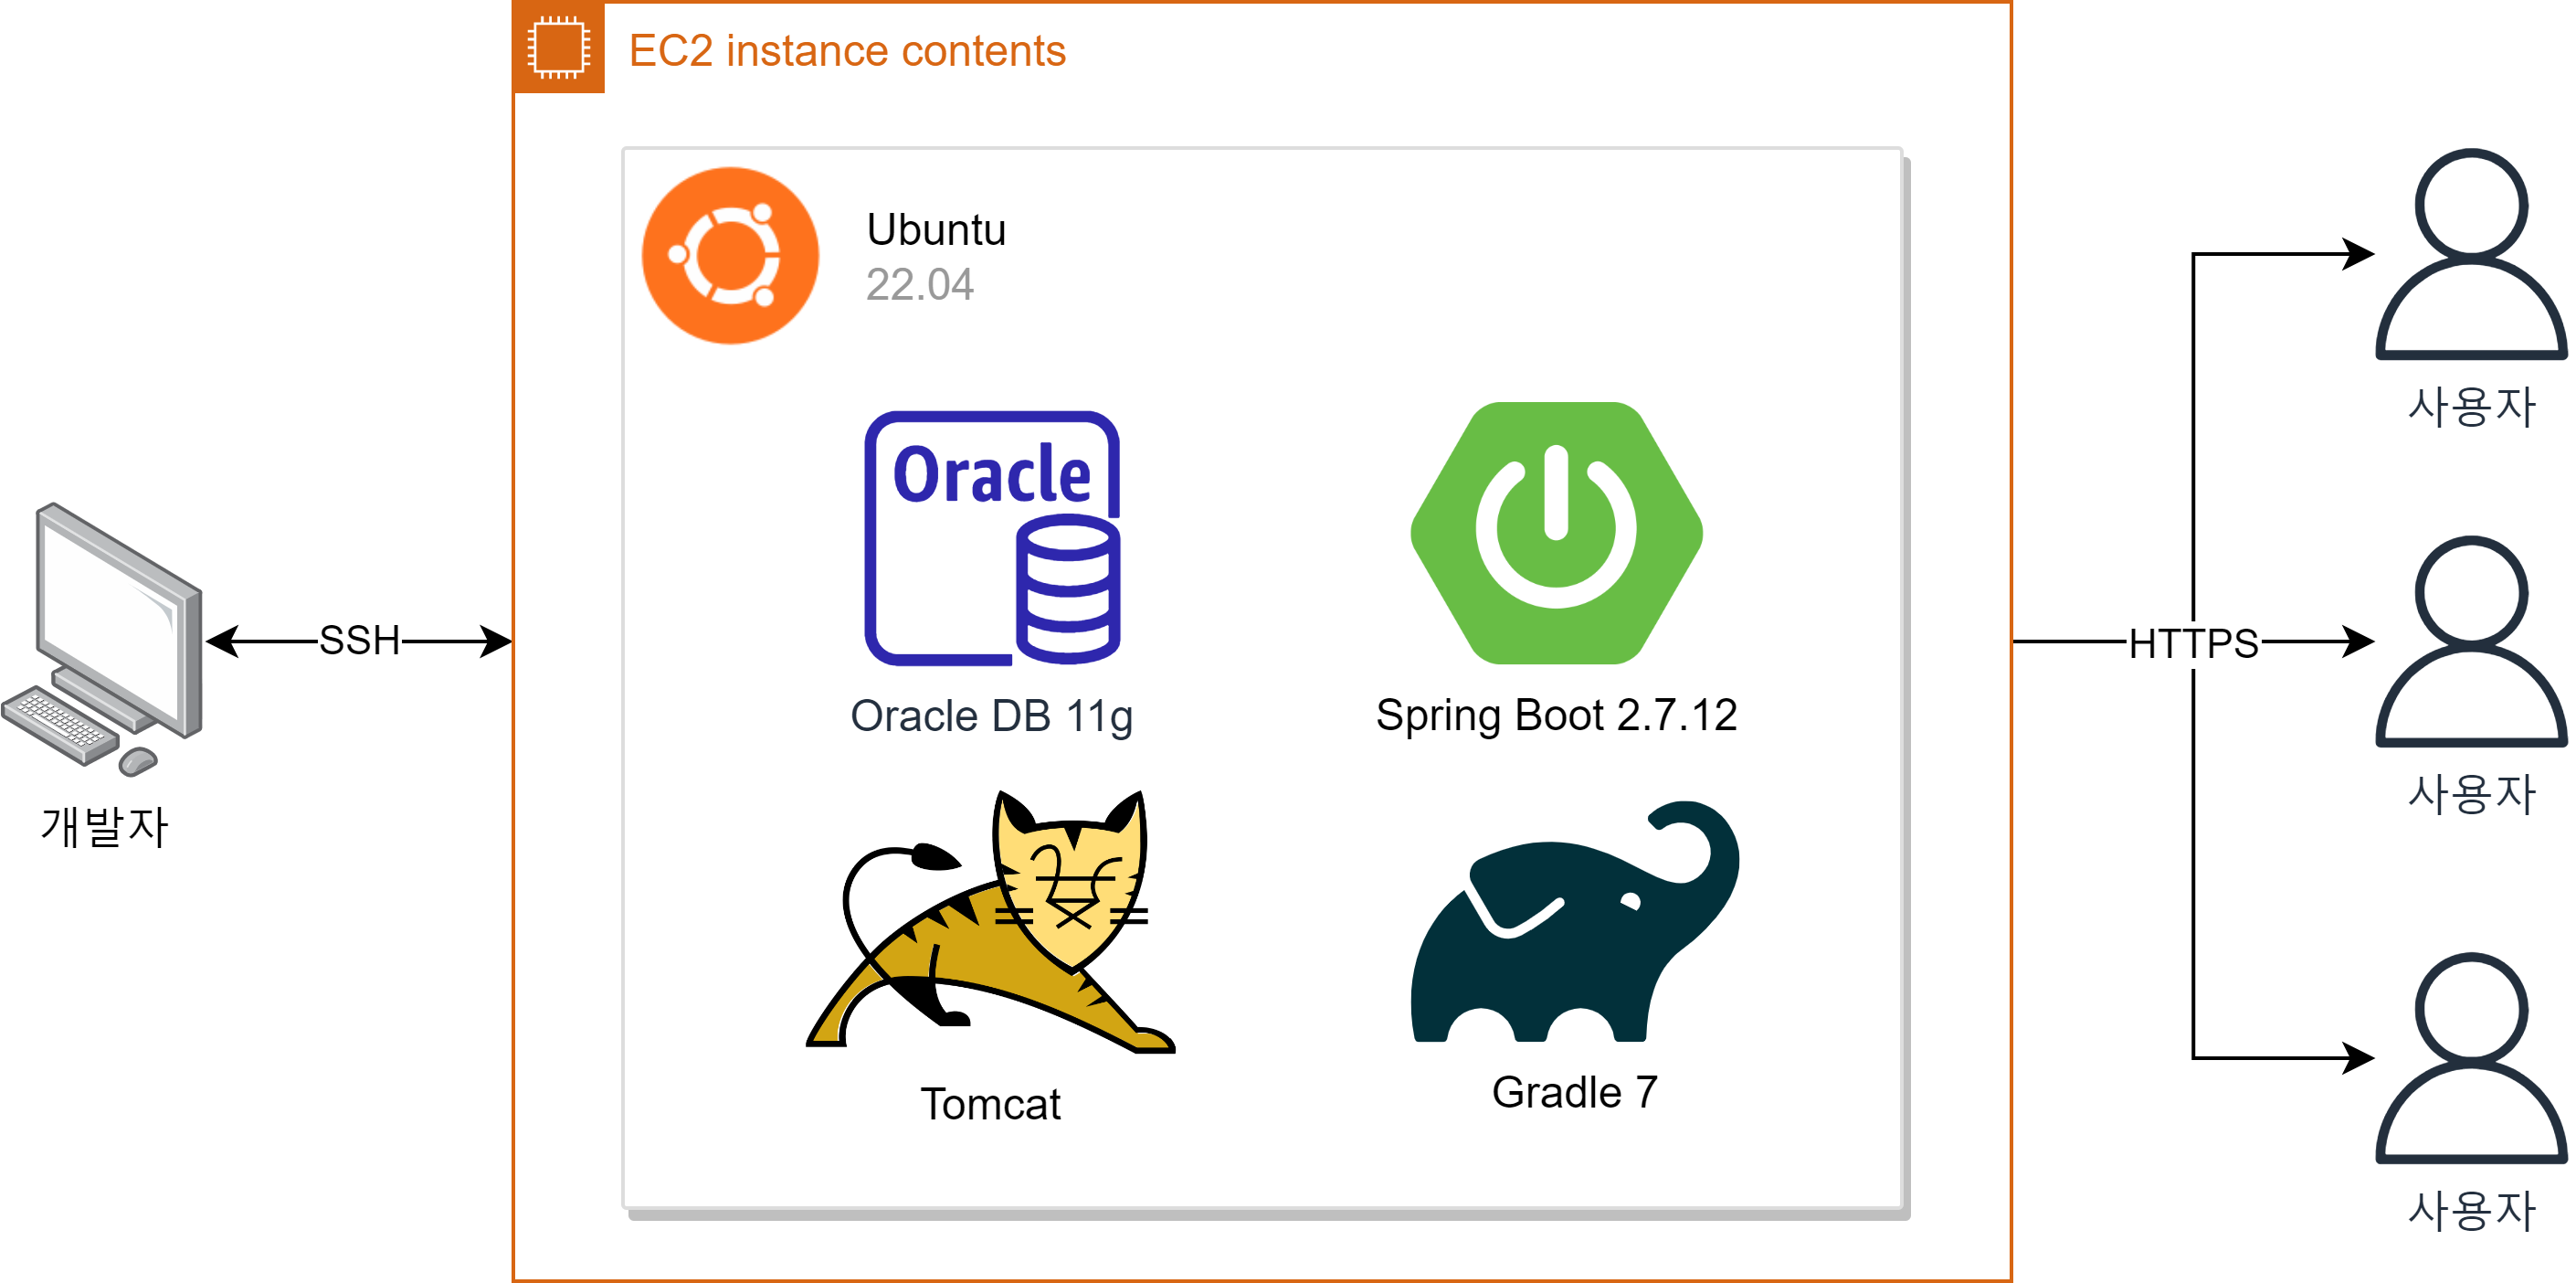 EC2 instance contents
Ubuntu
22.04
Oracle
Oracle DB 11g
Spring Boot 2.7.12
Tomcat
Gradle 7
개발자
SSH
HTTPS
사용자
사용자
사용자